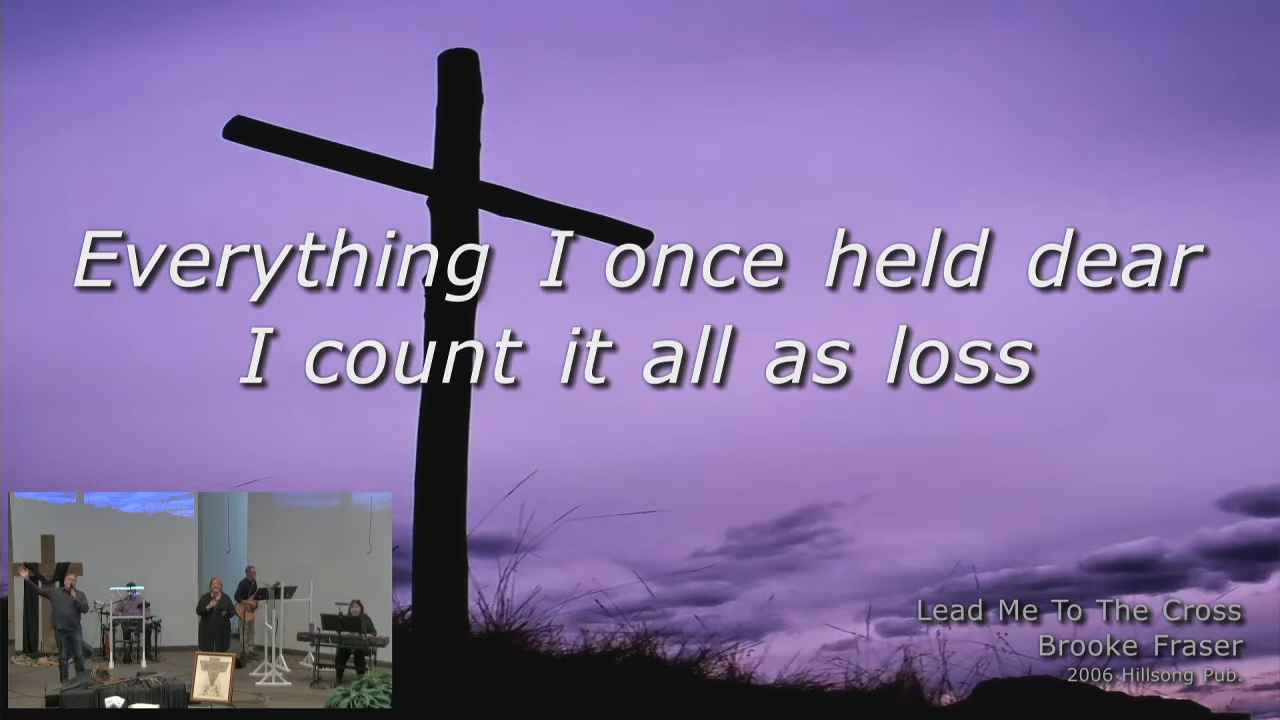 Everything I once held dear
I count it all as loss
Lead Me To The Cross
Brooke Fraser
2006 Hillsong Pub.